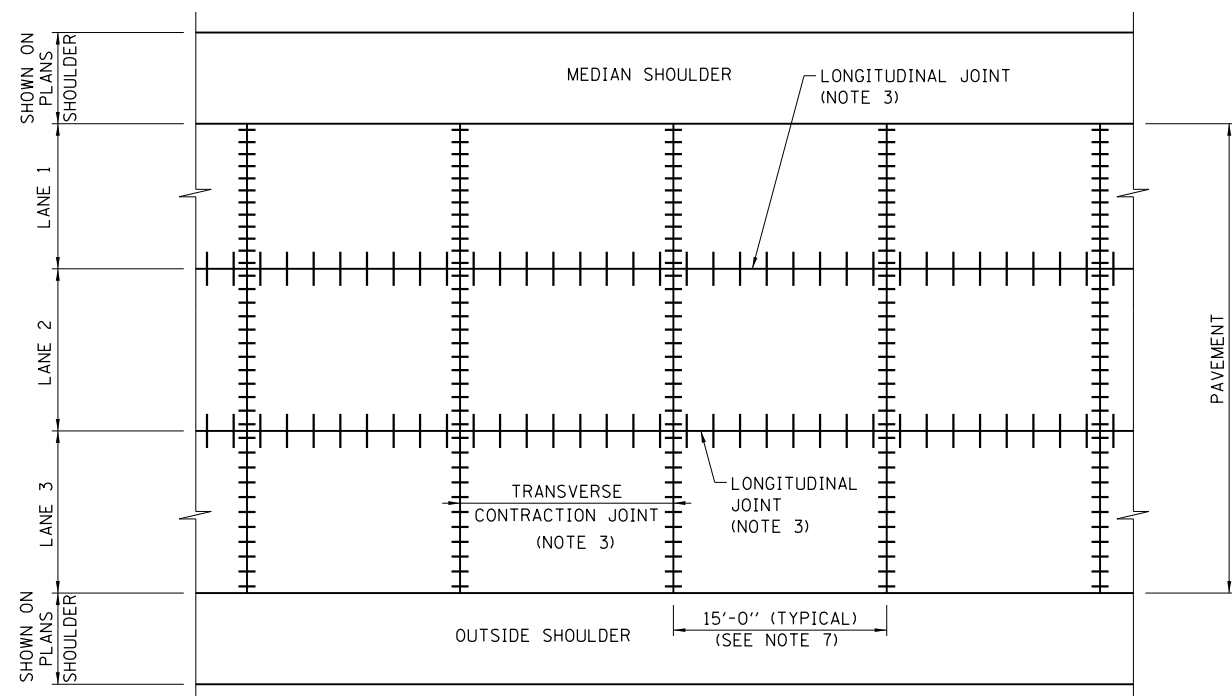 SHOWN ON
PLANS
SHOULDER
MEDIAN SHOULDER
LONGITUDINAL JOINT
(NOTE 3)
LANE 1
LANE 2
PAVEMENT
LANE 3
TRANSVERSE
CONTRACTION JOINT
(NOTE 3)
LONGITUDINAL
JOINT
(NOTE 3)
SHOWN ON
PLANS
SHOULDER
OUTSIDE SHOULDER
15'-0'' (TYPICAL)
(SEE NOTE 7)